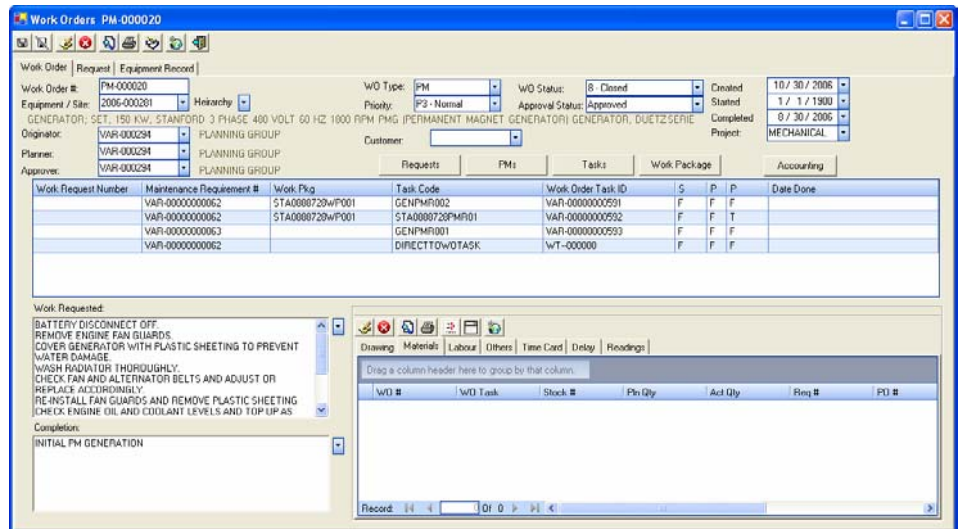 Work Orders PM-000020
Work Order Request Equipment Record
Work Order #: PM-000020 WO Type: PM WO Status: 8 - Closed Created 10/30/2006
Equipment / Site: 2006-000281 Heirarchy Priority: P3 - Normal Approval Status: Approved Started 1/ 1/1900
GENERATOR; SET, 150 KW, STANFORD 3 PHASE 400 VOLT 60 HZ 1800 RPM PMG (PERMANENT MAGNET GENERATOR) GENERATOR, DUETZ SERIE Completed 8/30/2006
Originator: VAR-000294 PLANNING GROUP Customer: Project: MECHANICAL
Planner: VAR-000294 PLANNING GROUP
Approver: VAR-000294 PLANNING GROUP Requests PMs Tasks Work Package Accounting
Work Request Number Maintenance Requirement # Work Pkg Task Code Work Order Task ID S P P Date Done
VAR-00000000062 STA0888728WP001 GENPMR002 VAR-00000000591 F F F
VAR-00000000062 STA0888728WP001 STA0888728PMR01 VAR-00000000592 F F T
VAR-00000000063 GENPMR001 VAR-00000000593 F F F
VAR-00000000062 DIRECTTOWOTASK WT--000000 F F F
Work Requested:
BATTERY DISCONNECT OFF.
REMOVE ENGINE FAN GUARDS.
COVER GENERATOR WITH PLASTIC SHEETING TO PREVENT
WATER DAMAGE.
WASH RADIATOR THOROUGHLY.
CHECK FAN AND ALTERNATOR BELTS AND ADJUST OR
REPLACE ACCORDINGLY.
RE-INSTALL FAN GUARDS AND REMOVE PLASTIC SHEETING
CHECK ENGINE OIL AND COOLANT LEVELS AND TOP UP AS
Completion:
INITIAL PM GENERATION
Drawing Materials Labour Others Time Card Delay Readings
Drag a column header here to group by that column.
WO # WO Task Stock # Pln Qty Act Qty Req # PO #
Record: Of 0